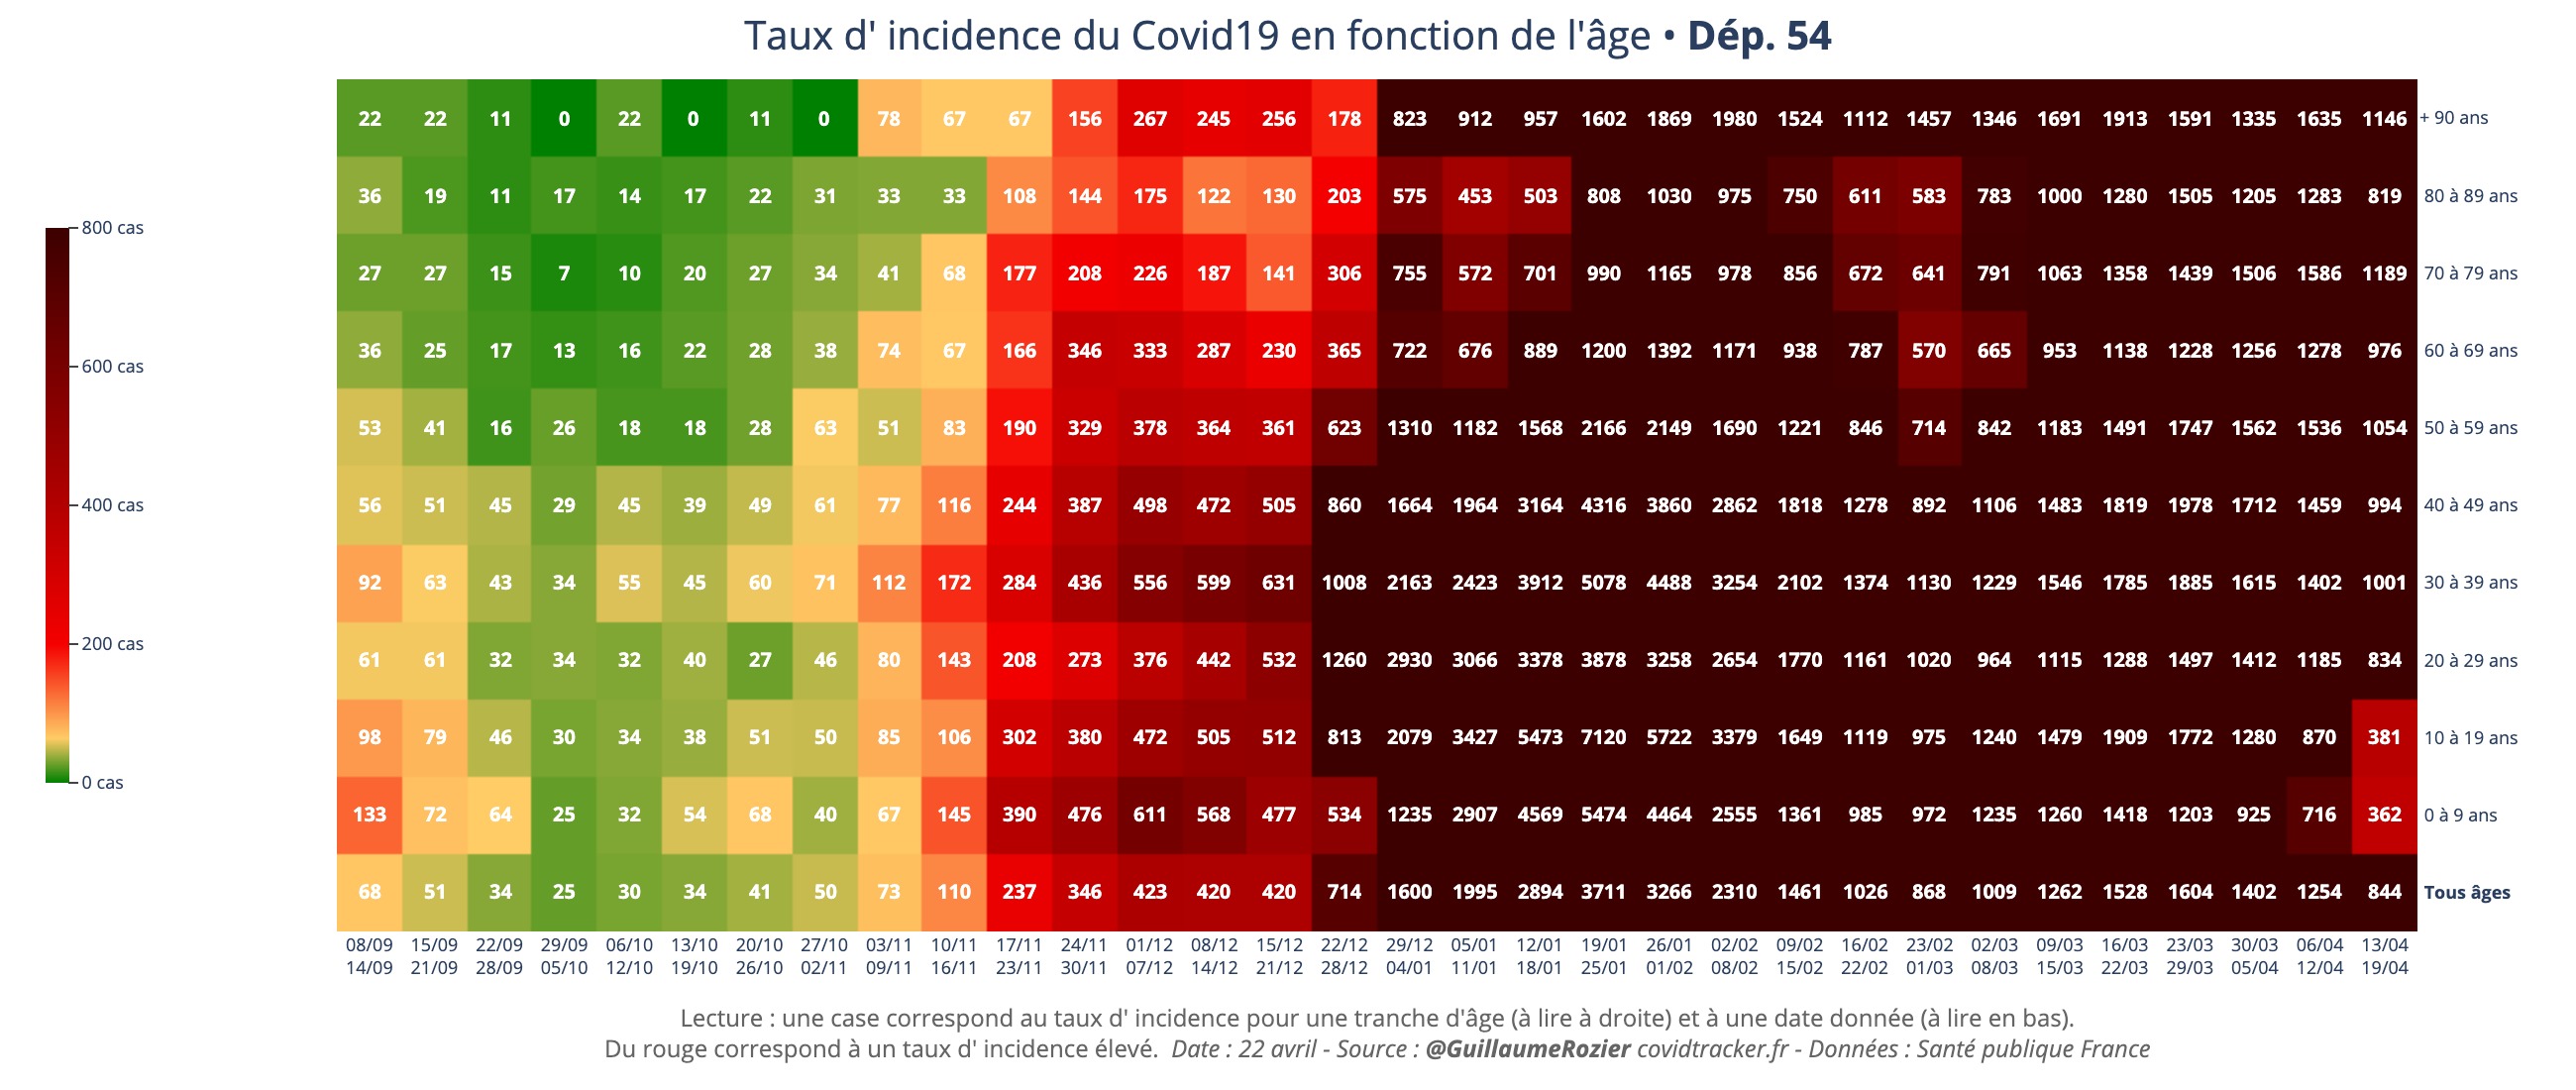 Taux d' incidence du Covid19 en fonction de l'âge • Dép. 54
22 22 11 0 22 0 11 0 78 67 67 156 267 245 256 178 823 912 957 1602 1869 1980 1524 1112 1457 1346 1691 1913 1591 1335 1635 1146 + 90 ans
36 19 11 17 14 17 22 31 33 33 108 144 175 122 130 203 575 453 503 808 1030 975 750 611 583 783 1000 1280 1505 1205 1283 819 80 à 89 ans
800 cas
27 27 15 7 10 20 27 34 41 68 177 208 226 187 141 306 755 572 701 990 1165 978 856 672 641 791 1063 1358 1439 1506 1586 1189 70 à 79 ans
36 25 17 13 16 22 28 38 74 67 166 346 333 287 230 365 722 676 889 1200 1392 1171 938 787 570 665 953 1138 1228 1256 1278 976 60 à 69 ans
600 cas
53 41 16 26 18 18 28 63 51 83 190 329 378 364 361 623 1310 1182 1568 2166 2149 1690 1221 846 714 842 1183 1491 1747 1562 1536 1054 50 à 59 ans
400 cas
56 51 45 29 45 39 49 61 77 116 244 387 498 472 505 860 1664 1964 3164 4316 3860 2862 1818 1278 892 1106 1483 1819 1978 1712 1459 994 40 à 49 ans
92 63 43 34 55 45 60 71 112 172 284 436 556 599 631 1008 2163 2423 3912 5078 4488 3254 2102 1374 1130 1229 1546 1785 1885 1615 1402 1001 30 à 39 ans
200 cas
61 61 32 34 32 40 27 46 80 143 208 273 376 442 532 1260 2930 3066 3378 3878 3258 2654 1770 1161 1020 964 1115 1288 1497 1412 1185 834 20 à 29 ans
98 79 46 30 34 38 51 50 85 106 302 380 472 505 512 813 2079 3427 5473 7120 5722 3379 1649 1119 975 1240 1479 1909 1772 1280 870 381 10 à 19 ans
0 cas
133 72 64 25 32 54 68 40 67 145 390 476 611 568 477 534 1235 2907 4569 5474 4464 2555 1361 985 972 1235 1260 1418 1203 925 716 362 0 à 9 ans
68 51 34 25 30 34 41 50 73 110 237 346 423 420 420 714 1600 1995 2894 3711 3266 2310 1461 1026 868 1009 1262 1528 1604 1402 1254 844 Tous âges
08/09 15/09 22/09 29/09 06/10 13/10 20/10 27/10 03/11 10/11 17/11 24/11 01/12 08/12 15/12 22/12 29/12 05/01 12/01 19/01 26/01 02/02 09/02 16/02 23/02 02/03 09/03 16/03 23/03 30/03 06/04 13/04
14/09 21/09 28/09 05/10 12/10 19/10 26/10 02/11 09/11 16/11 23/11 30/11 07/12 14/12 21/12 28/12 04/01 11/01 18/01 25/01 01/02 08/02 15/02 22/02 01/03 08/03 15/03 22/03 29/03 05/04 12/04 19/04
Lecture : une case correspond au taux d' incidence pour une tranche d'âge (à lire à droite) et à une date donnée (à lire en bas).
Du rouge correspond à un taux d' incidence élevé. Date : 22 avril - Source : @GuillaumeRozier covidtracker.fr - Données : Santé publique France